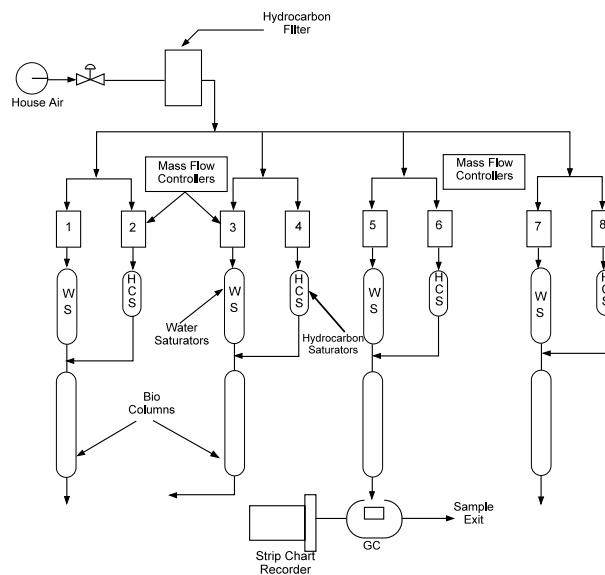 Hydrocarbon
Filter
House Air
Mass Flow
Controllers
Mass Flow
Controllers
1
2
3
4
5
6
7
8
W
S
H
C
S
W
S
H
C
S
W
S
H
C
S
W
S
H
C
S
Water
Saturators
Hydrocarbon
Saturators
Bio
Columns
Sample
Exit
GC
Strip Chart
Recorder